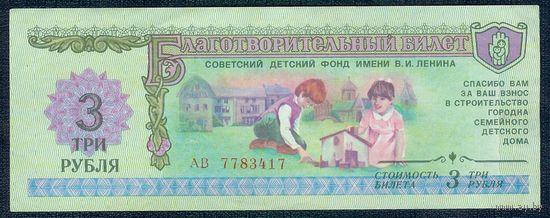 Благотворительный билет
СОВЕТСКИЙ ДЕТСКИЙ ФОНД ИМЕНИ В.И. ЛЕНИНА
СПАСИБО ВАМ
ЗА ВАШ ВЗНОС
В СТРОИТЕЛЬСТВО
ГОРОДКА
СЕМЕЙНОГО
ДЕТСКОГО
ДОМА
3
ТРИ
РУБЛЯ
АВ 7783417
СТОИМОСТЬ БИЛЕТА 3 ТРИ РУБЛЯ